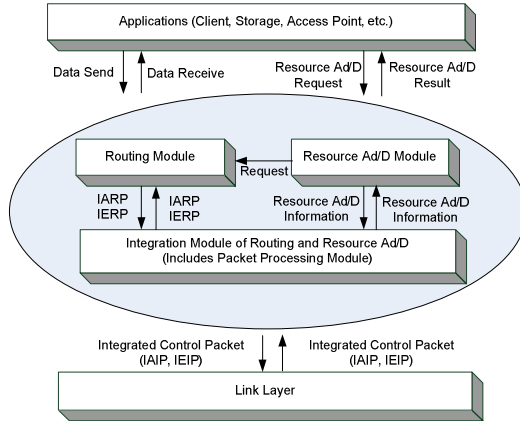 Applications (Client, Storage, Access Point, etc.)
Data Send
Data Receive
Resource Ad/D
Request
Resource Ad/D
Result
Routing Module
Resource Ad/D Module
Request
IARP
IERP
IARP
IERP
Resource Ad/D
Information
Resource Ad/D
Information
Integration Module of Routing and Resource Ad/D
(Includes Packet Processing Module)
Integrated Control Packet
(IAIP, IEIP)
Integrated Control Packet
(IAIP, IEIP)
Link Layer